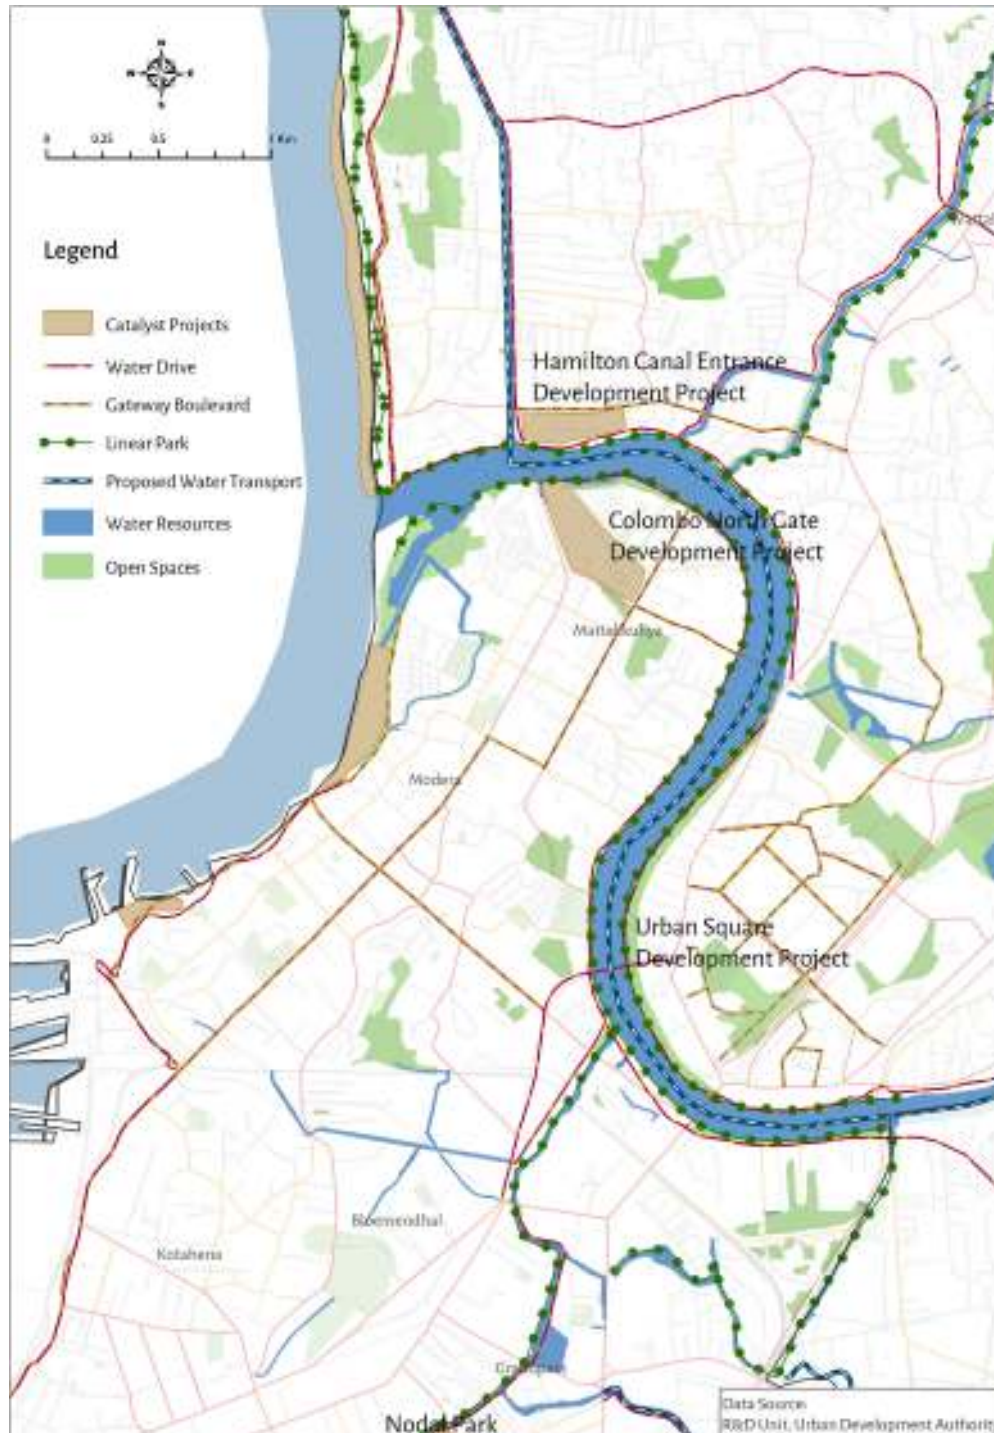 N
W E
S
0 0.25 0.5 1 Km
Legend
Catalyst Projects
Water Drive
Gateway Boulevard
Linear Park
Proposed Water Transport
Water Resources
Open Spaces
Hamilton Canal Entrance
Development Project
Colombo North Gate
Development Project
Mattakkuliya
Modera
Urban Square
Development Project
Bloemendhal
Kotahena
Nodal Park
Data Source
R&D Unit, Urban Development Authority